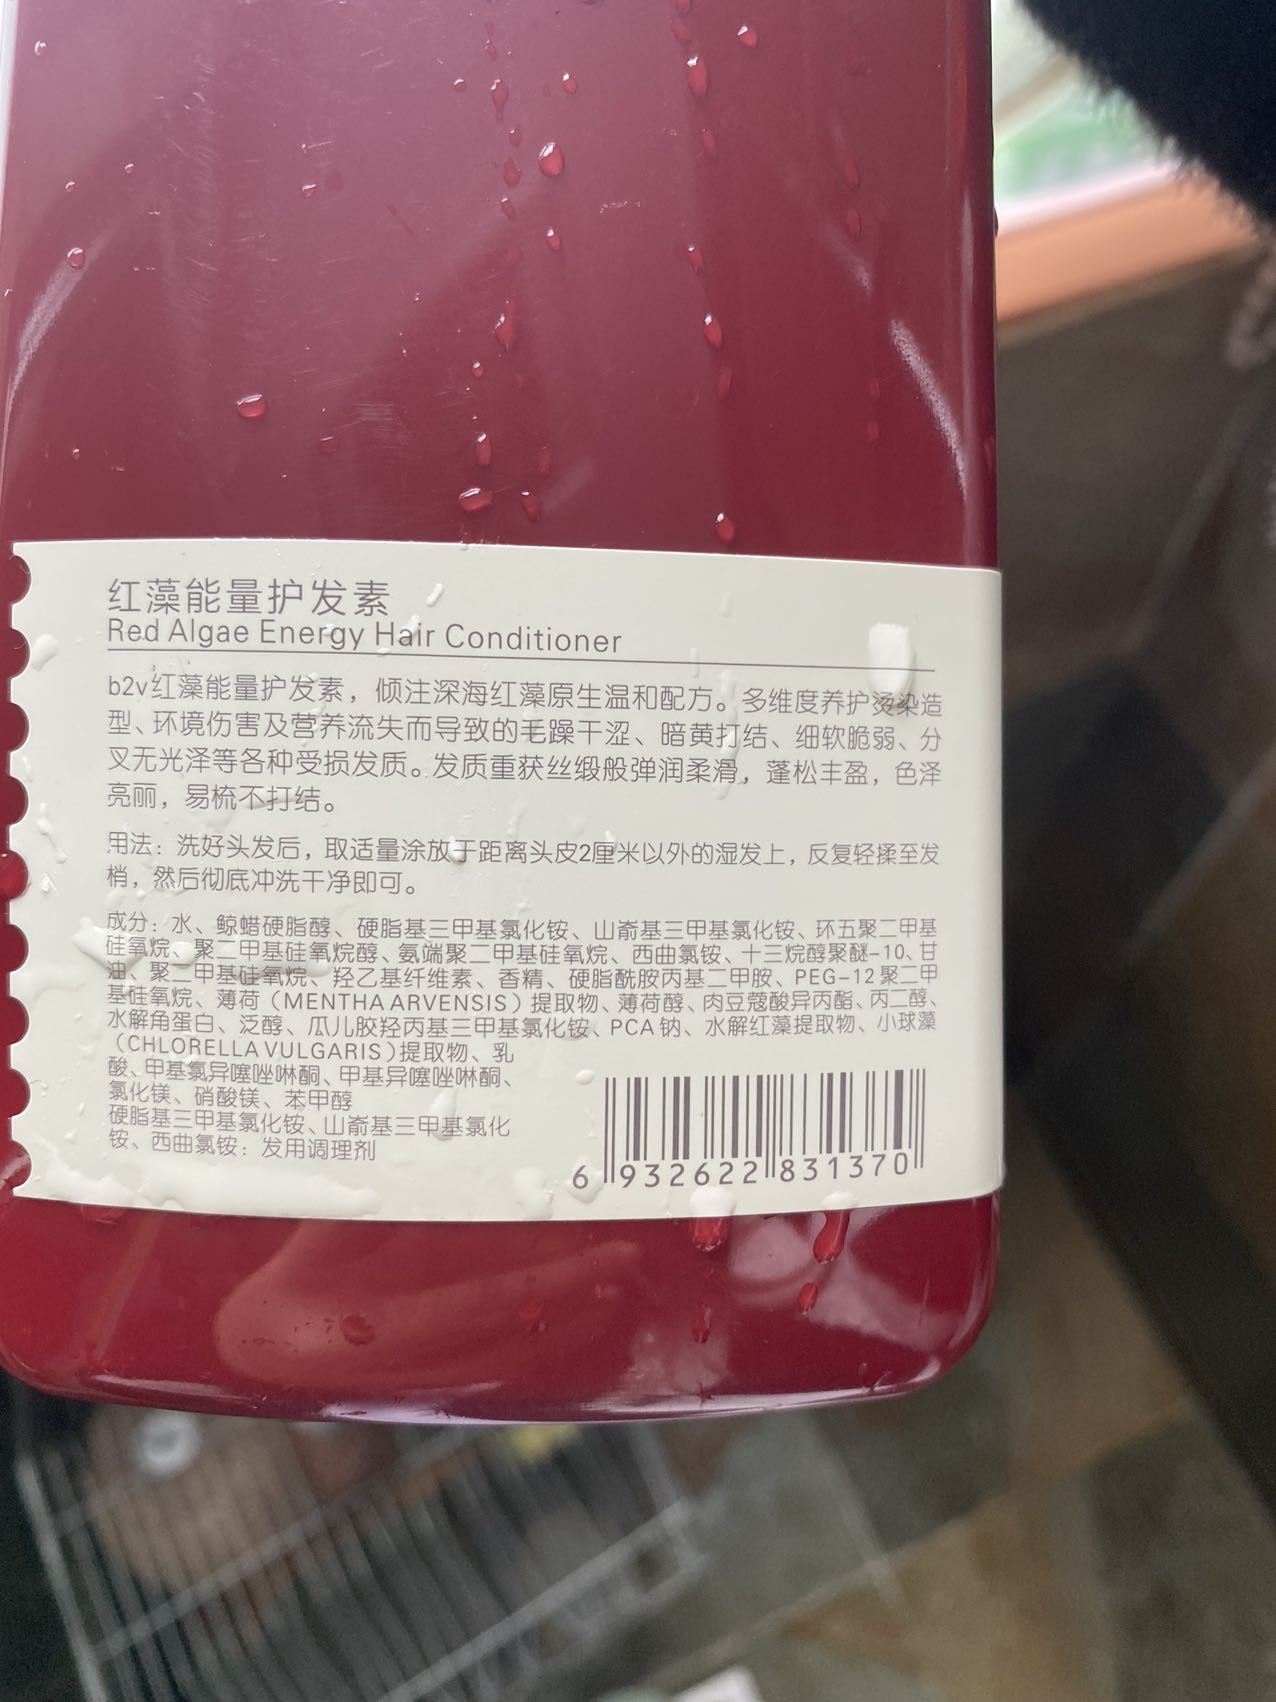 红藻能量护发素
Red Algae Energy Hair Conditioner
b2v红藻能量护发素，倾注深海红藻原生温和配方。多维度养护烫染造
型、环境伤害及营养流失而导致的毛躁干涩、暗黄打结、细软脆弱、分
叉无光泽等各种受损发质。发质重获丝缎般弹润柔滑，蓬松丰盈，色泽
亮丽，易梳不打结。
用法：洗好头发后，取适量涂放于距离头皮2厘米以外的湿发上，反复轻揉至发
梢，然后彻底冲洗干净即可。
成分：水、鲸蜡硬脂醇、硬脂基三甲基氯化铵、山嵛基三甲基氯化铵、环五聚二甲基
硅氧烷、聚二甲基硅氧烷醇、氨端聚二甲基硅氧烷、西曲氯铵、十三烷醇聚醚-10、甘
油、聚二甲基硅氧烷、羟乙基纤维素、香精、硬脂酰胺丙基二甲胺、PEG-12聚二甲
基硅氧烷、薄荷（MENTHA ARVENSIS）提取物、薄荷醇、肉豆蔻酸异丙酯、丙二醇、
水解角蛋白、泛醇、瓜儿胶羟丙基三甲基氯化铵、PCA钠、水解红藻提取物、小球藻
（CHLORELLA VULGARIS）提取物、乳
酸、甲基氯异噻唑啉酮、甲基异噻唑啉酮、
氯化镁、硝酸镁、苯甲醇
硬脂基三甲基氯化铵、山嵛基三甲基氯化
铵、西曲氯铵：发用调理剂
6 932622 831370